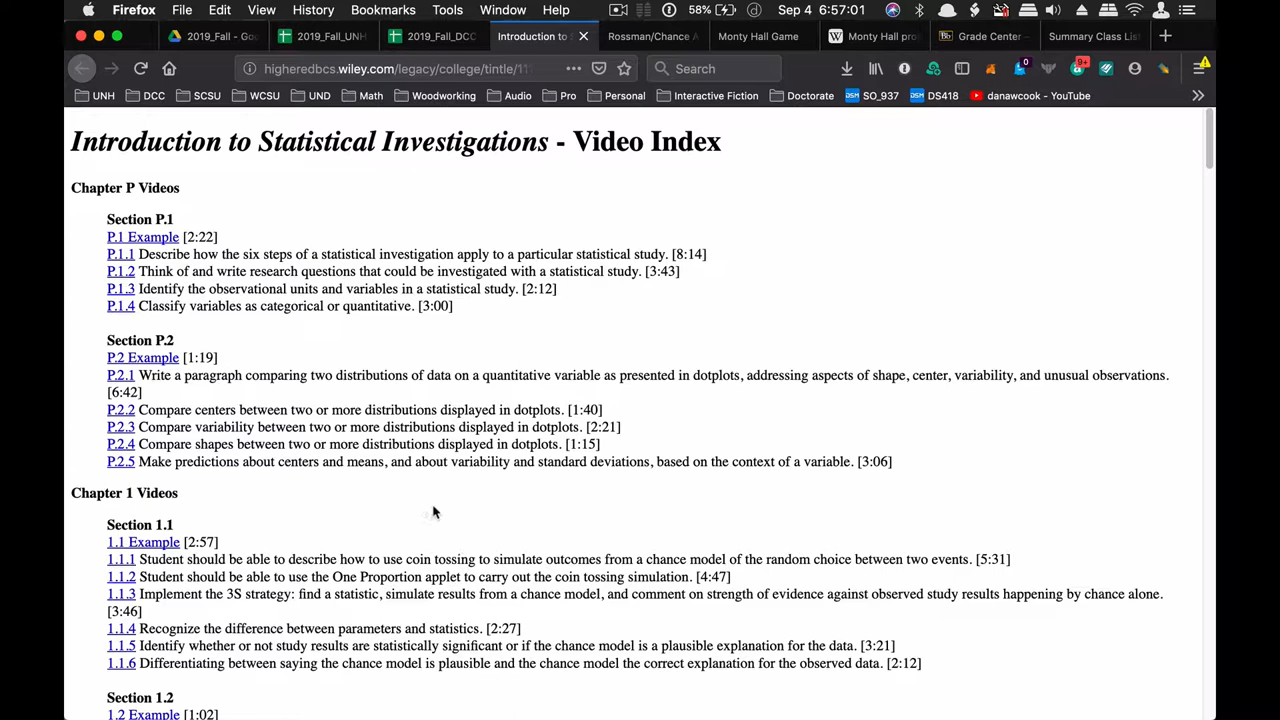 Firefox File Edit View History Bookmarks Tools Window Help 58% Sep 4 6:57:01
2019_Fall - Go 2019_Fall_UNH 2019_Fall_DCC Introduction to Rossman/Chance A Monty Hall Game Monty Hall pro Grade Center – Summary Class List
higheredbcs.wiley.com/legacy/college/tintle/11 Search 0 9+
UNH DCC SCSU WCSU UND Math Woodworking Audio Pro Personal Interactive Fiction Doctorate SO_937 DS418 danawcook - YouTube
Introduction to Statistical Investigations - Video Index
Chapter P Videos
Section P.1
P.1 Example [2:22]
P.1.1 Describe how the six steps of a statistical investigation apply to a particular statistical study. [8:14]
P.1.2 Think of and write research questions that could be investigated with a statistical study. [3:43]
P.1.3 Identify the observational units and variables in a statistical study. [2:12]
P.1.4 Classify variables as categorical or quantitative. [3:00]
Section P.2
P.2 Example [1:19]
P.2.1 Write a paragraph comparing two distributions of data on a quantitative variable as presented in dotplots, addressing aspects of shape, center, variability, and unusual observations.
[6:42]
P.2.2 Compare centers between two or more distributions displayed in dotplots. [1:40]
P.2.3 Compare variability between two or more distributions displayed in dotplots. [2:21]
P.2.4 Compare shapes between two or more distributions displayed in dotplots. [1:15]
P.2.5 Make predictions about centers and means, and about variability and standard deviations, based on the context of a variable. [3:06]
Chapter 1 Videos
Section 1.1
1.1 Example [2:57]
1.1.1 Student should be able to describe how to use coin tossing to simulate outcomes from a chance model of the random choice between two events. [5:31]
1.1.2 Student should be able to use the One Proportion applet to carry out the coin tossing simulation. [4:47]
1.1.3 Implement the 3S strategy: find a statistic, simulate results from a chance model, and comment on strength of evidence against observed study results happening by chance alone.
[3:46]
1.1.4 Recognize the difference between parameters and statistics. [2:27]
1.1.5 Identify whether or not study results are statistically significant or if the chance model is a plausible explanation for the data. [3:21]
1.1.6 Differentiating between saying the chance model is plausible and the chance model the correct explanation for the observed data. [2:12]
Section 1.2
1.2 Example [1:02]